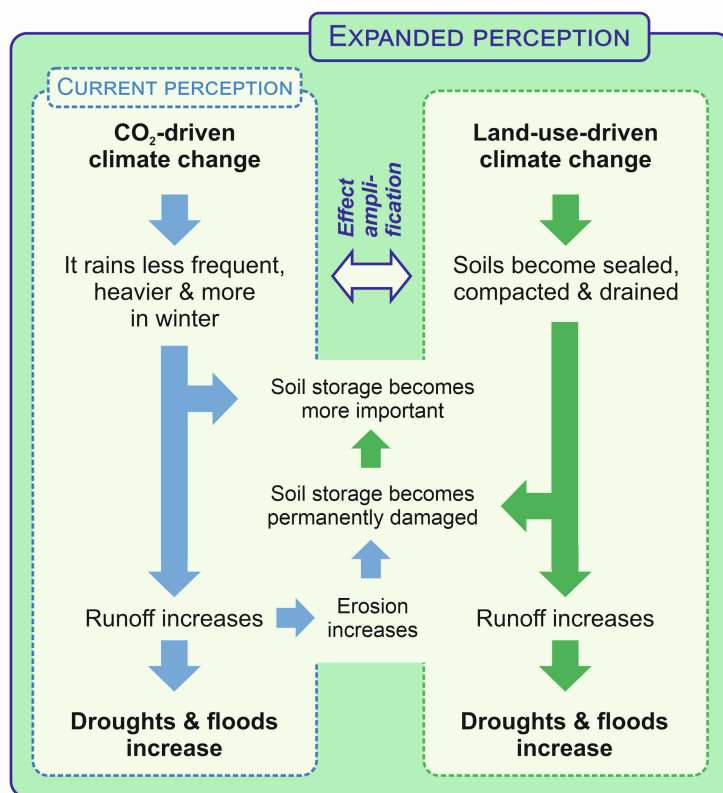 EXPANDED PERCEPTION
CURRENT PERCEPTION
CO₂-driven
climate change
It rains less frequent,
heavier & more
in winter
Runoff increases
Droughts & floods
increase
Effect
ampli-
fication
Soil storage becomes
more important
Soil storage becomes
permanently damaged
Erosion
increases
Land-use-driven
climate change
Soils become sealed,
compacted & drained
Runoff increases
Droughts & floods
increase